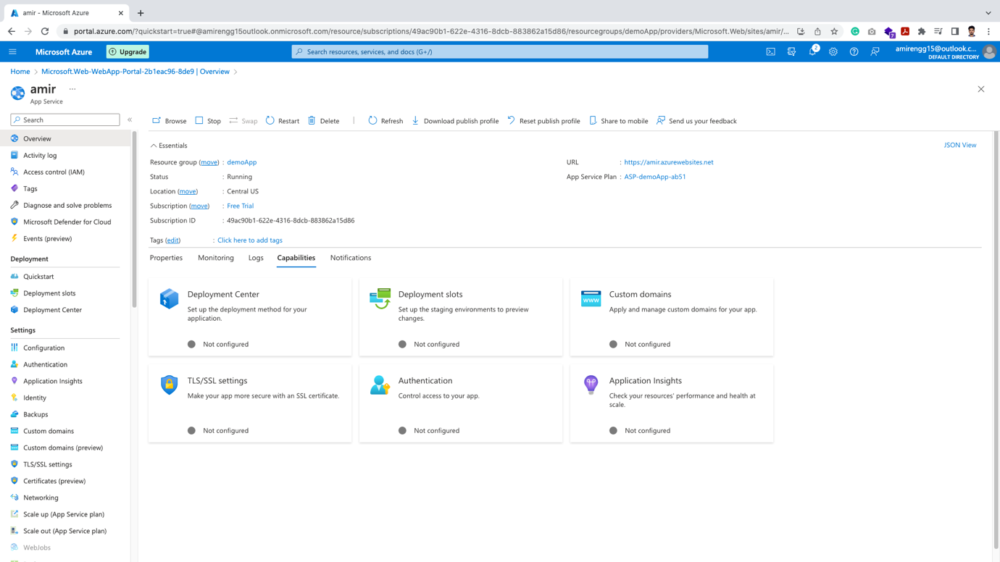 amir - Microsoft Azure
portal.azure.com/?quickstart=true#@amirengg15outlook.onmicrosoft.com/resource/subscriptions/49ac90b1-622e-4316-8dcb-883862a15d86/resourcegroups/demoApp/providers/Microsoft.Web/sites/amir/...
7
Microsoft Azure
Upgrade
Search resources, services, and docs (G+/)
2
amirengg15@outlook.c...
DEFAULT DIRECTORY
Home > Microsoft.Web-WebApp-Portal-2b1eac96-8de9 | Overview >
amir ...
App Service
Search «
Browse Stop Swap Restart Delete | Refresh Download publish profile Reset publish profile Share to mobile Send us your feedback
Overview
Activity log
Access control (IAM)
Tags
Diagnose and solve problems
Microsoft Defender for Cloud
Events (preview)
Deployment
Quickstart
Deployment slots
Deployment Center
Settings
Configuration
Authentication
Application Insights
Identity
Backups
Custom domains
Custom domains (preview)
TLS/SSL settings
Certificates (preview)
Networking
Scale up (App Service plan)
Scale out (App Service plan)
WebJobs
Essentials
JSON View
Resource group (move) : demoApp
Status : Running
Location (move) : Central US
Subscription (move) : Free Trial
Subscription ID : 49ac90b1-622e-4316-8dcb-883862a15d86
URL : https://amir.azurewebsites.net
App Service Plan : ASP-demoApp-ab51
Tags (edit) : Click here to add tags
Properties Monitoring Logs Capabilities Notifications
Deployment Center
Set up the deployment method for your
application.
Not configured
Deployment slots
Set up the staging environments to preview
changes.
Not configured
WWW
Custom domains
Apply and manage custom domains for your app.
Not configured
TLS/SSL settings
Make your app more secure with an SSL certificate.
Not configured
Authentication
Control access to your app.
Not configured
Application Insights
Check your resources' performance and health at
scale.
Not configured